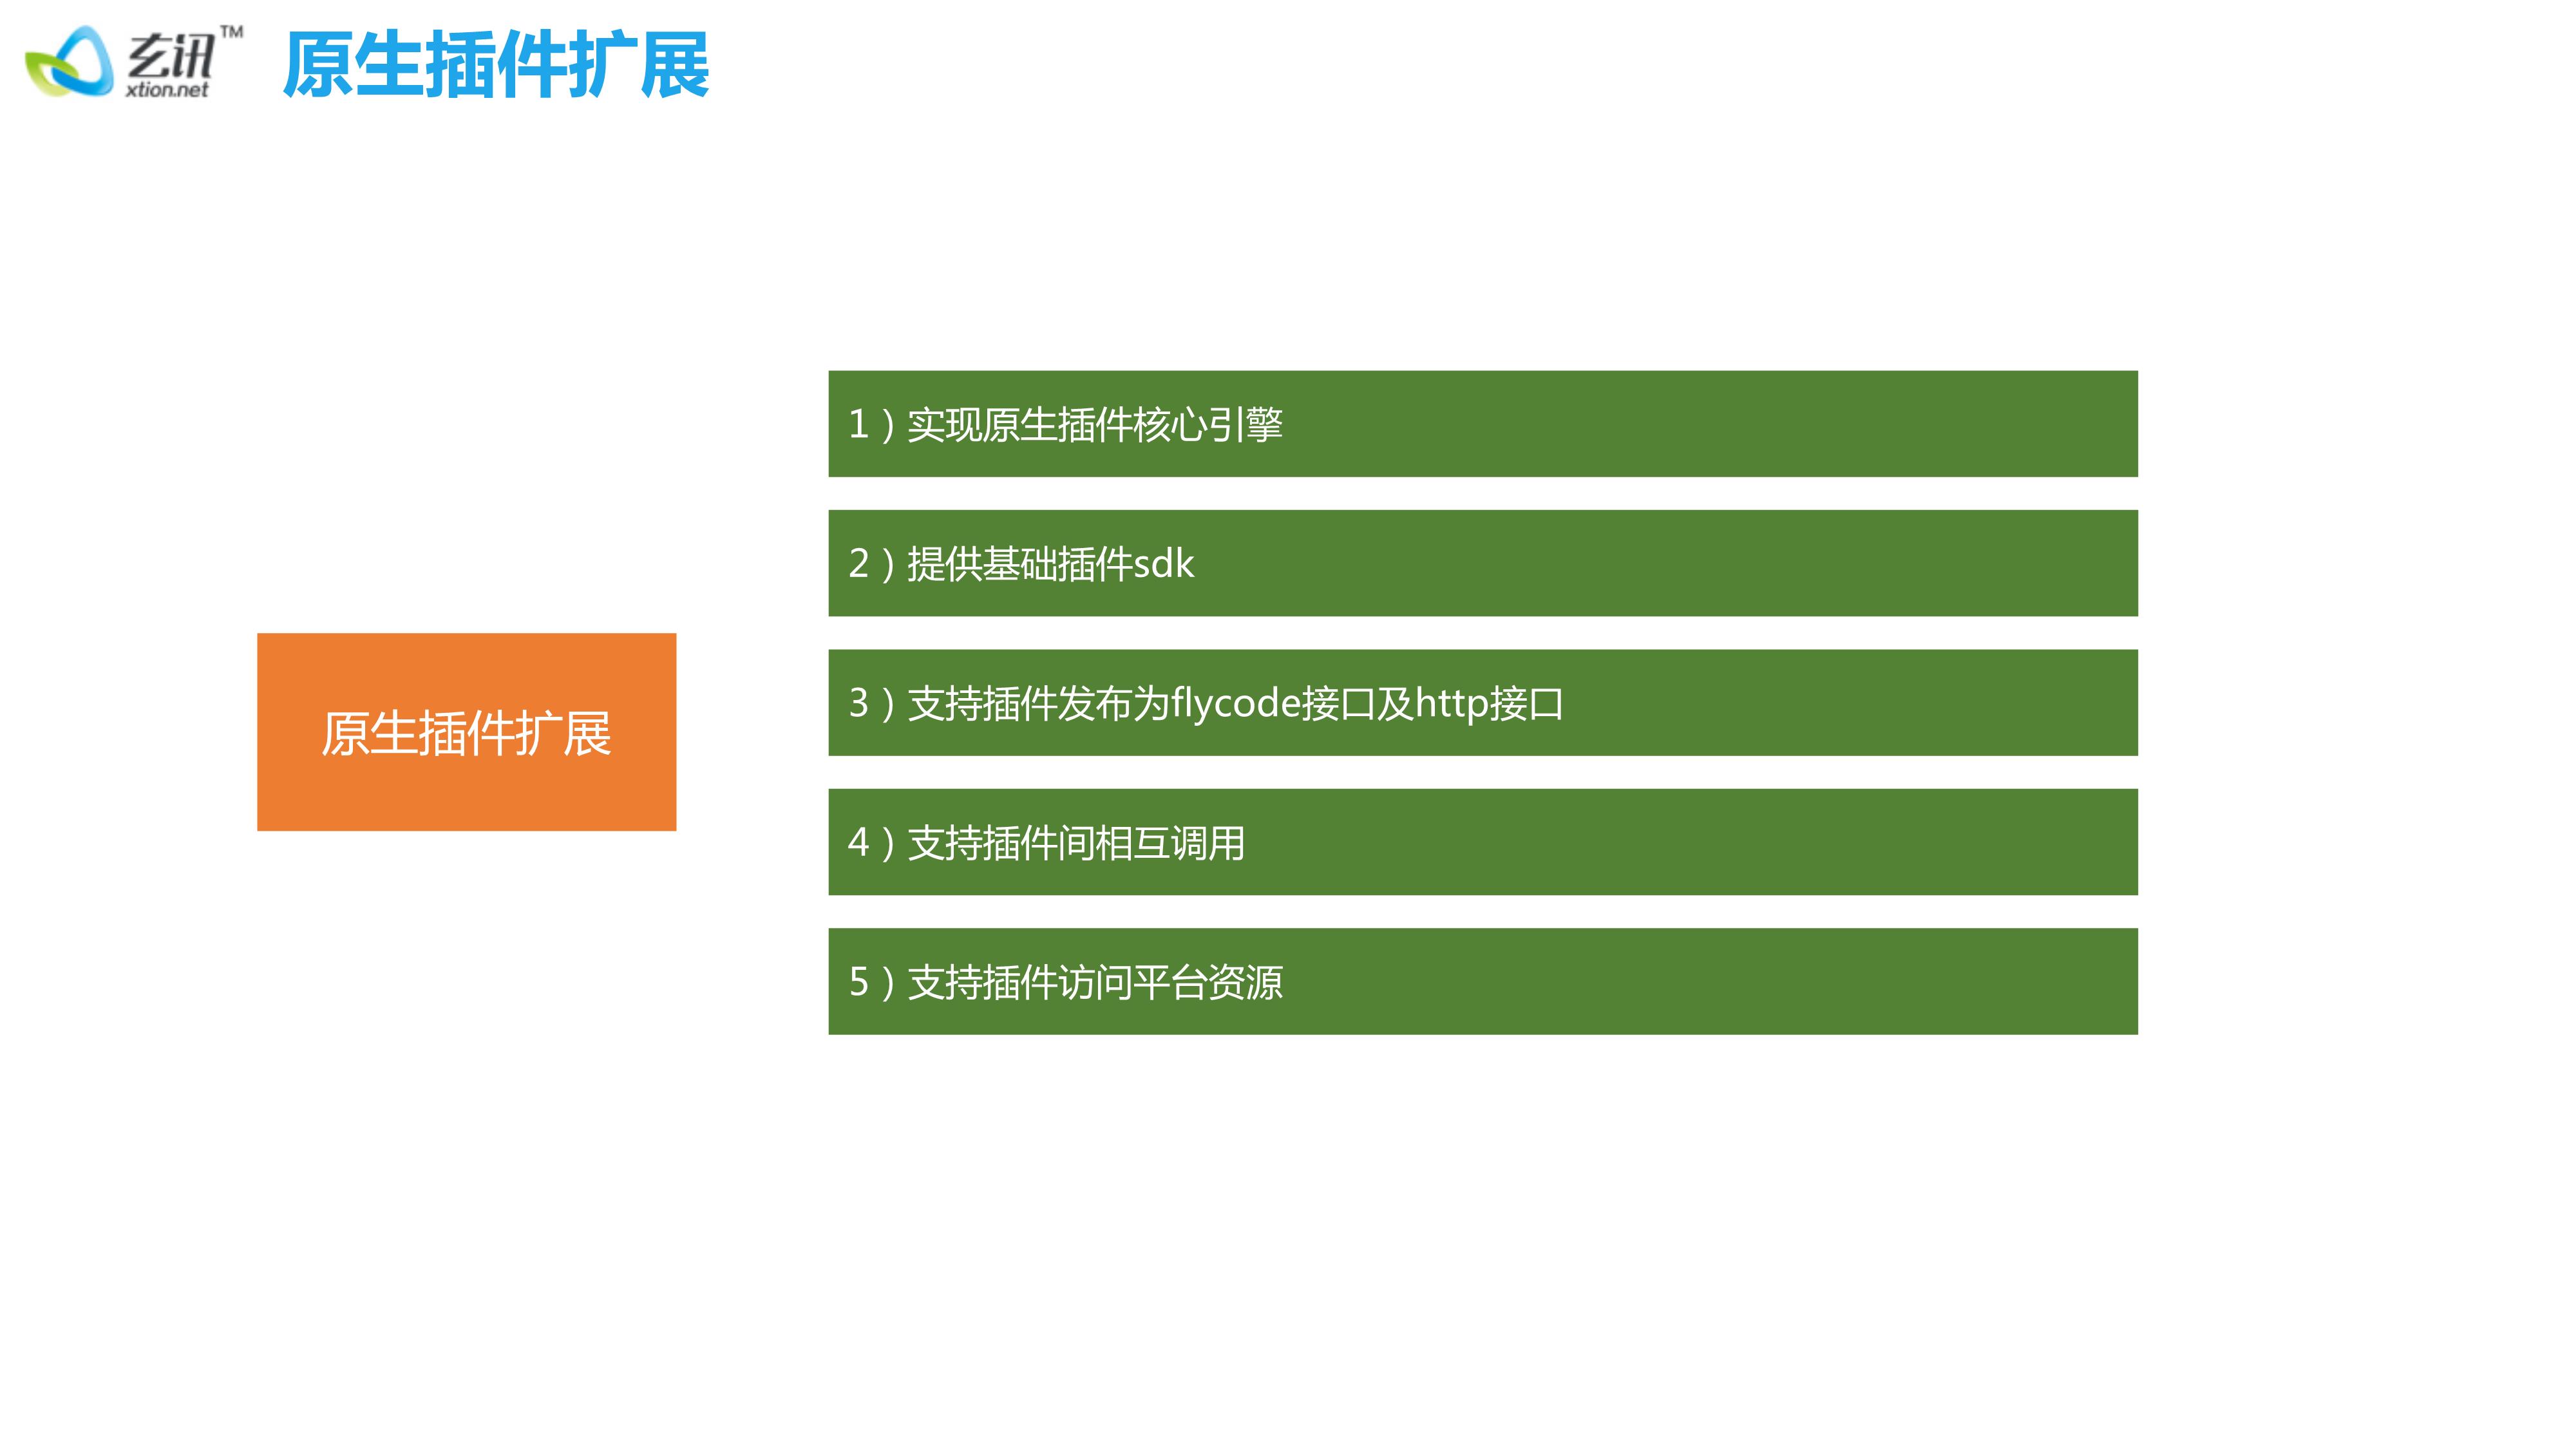 玄讯™
xtion.net
原生插件扩展
原生插件扩展
1）实现原生插件核心引擎
2）提供基础插件sdk
3）支持插件发布为flycode接口及http接口
4）支持插件间相互调用
5）支持插件访问平台资源